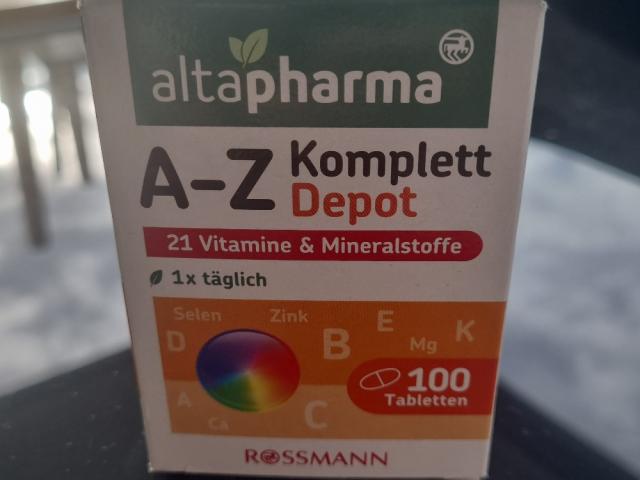 altapharma
A-Z Komplett
Depot
21 Vitamine & Mineralstoffe
1x täglich
Selen Zink E K
D B Mg
100
Tabletten
A Ca C
ROSSMANN